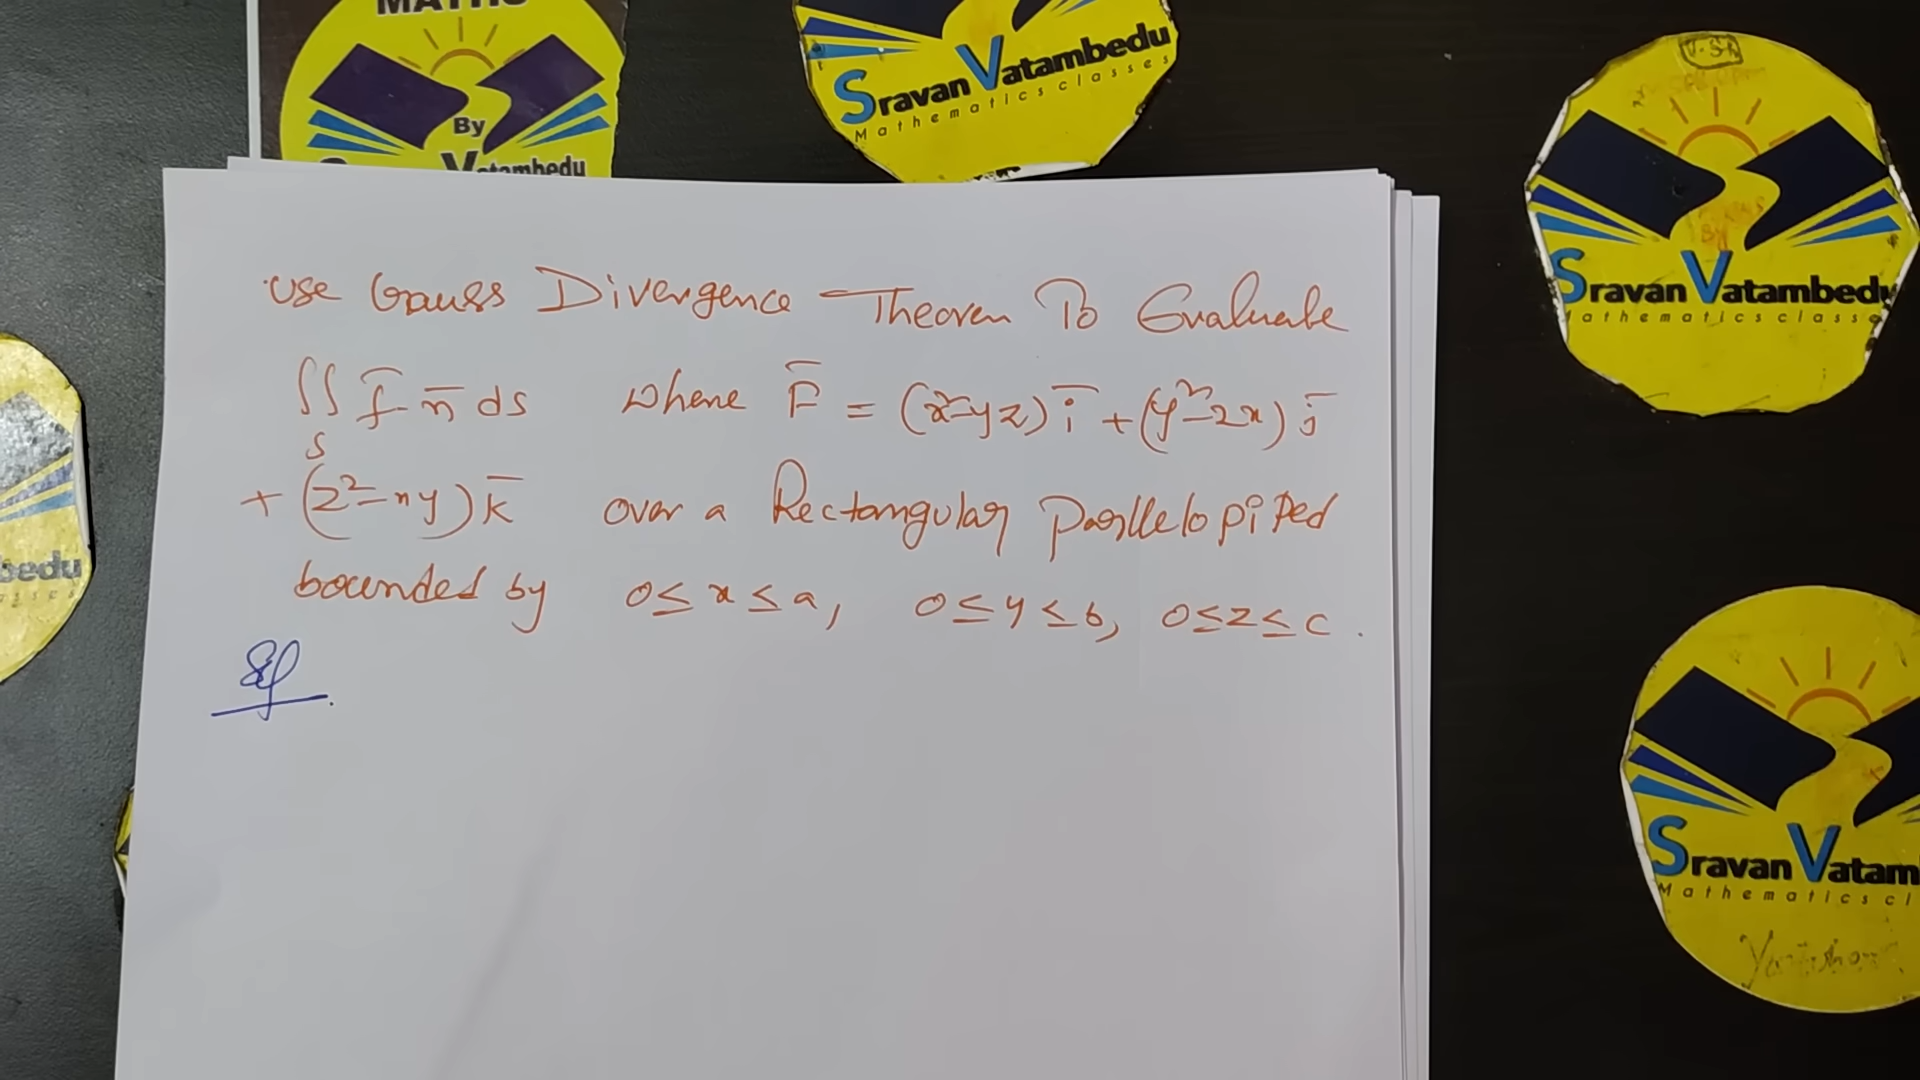 MATHS
By
Vatambedu
Sravan Vatambedu
Mathematics classes
V.S.R
Sravan Vatambedu
Mathematics classes
use Gauss Divergence Theorem To Evaluate
∬ f̄ n̄ ds where F̄ = (x²-yz) ī + (y²-zx) j̄
S
+ (z²-xy) k̄ over a Rectangular Parllelopiped
bounded by 0≤x≤a, 0≤y≤b, 0≤z≤c.
Sol.
bedu
Sravan Vatam
Mathematics cl